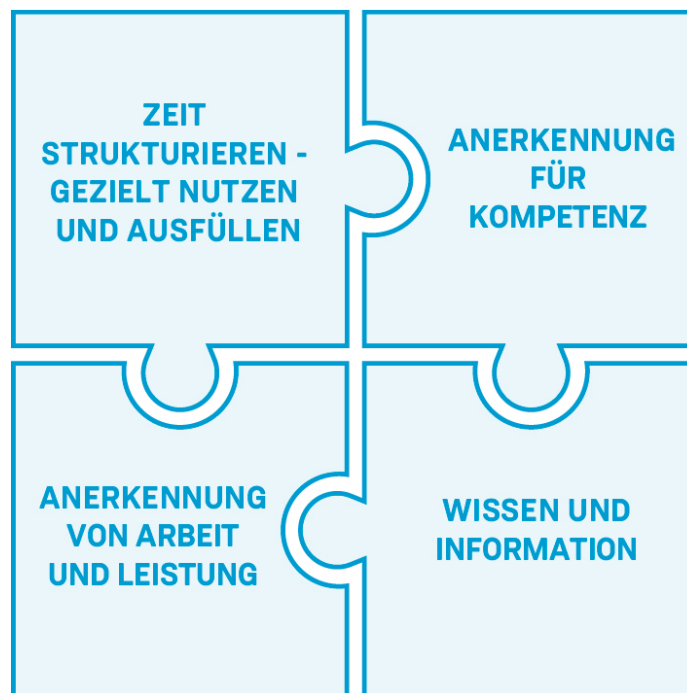 ZEIT
STRUKTURIEREN -
GEZIELT NUTZEN
UND AUSFÜLLEN
ANERKENNUNG
FÜR
KOMPETENZ
ANERKENNUNG
VON ARBEIT
UND LEISTUNG
WISSEN UND
INFORMATION